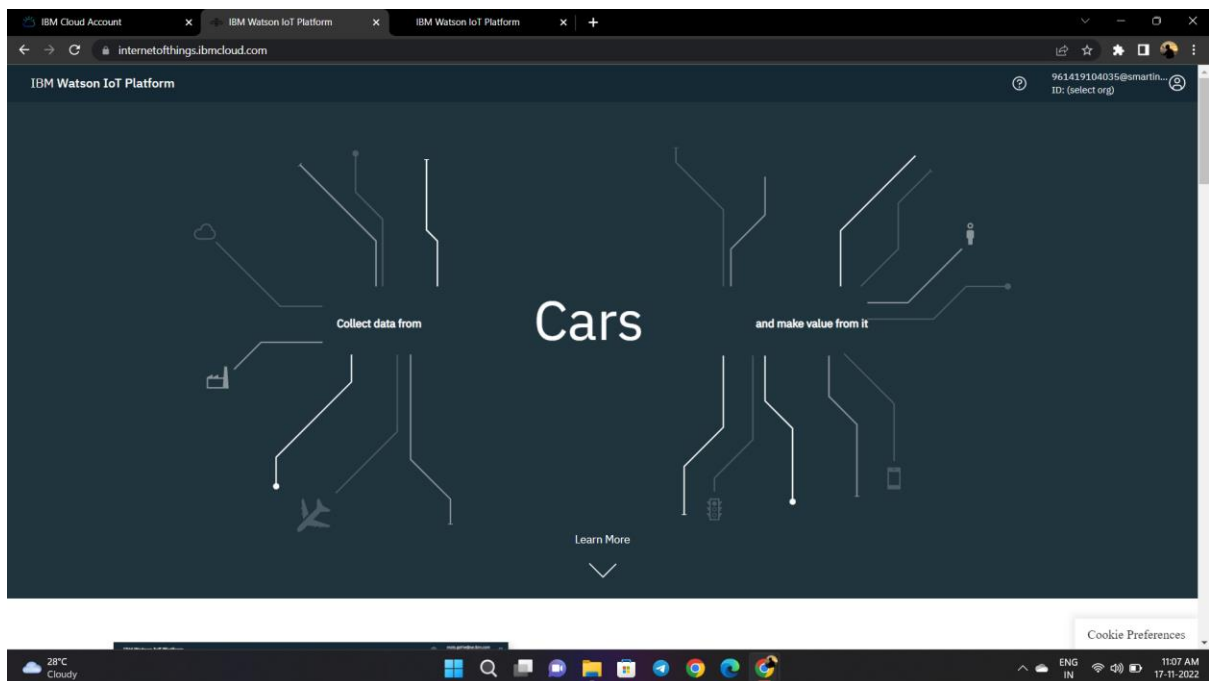 IBM Cloud Account
IBM Watson IoT Platform
IBM Watson IoT Platform
internetofthings.ibmcloud.com
IBM Watson IoT Platform
961419104035@smartin...
ID: (select org)
Collect data from
Cars
and make value from it
Learn More
Cookie Preferences
28°C
Cloudy
ENG
IN
11:07 AM
17-11-2022